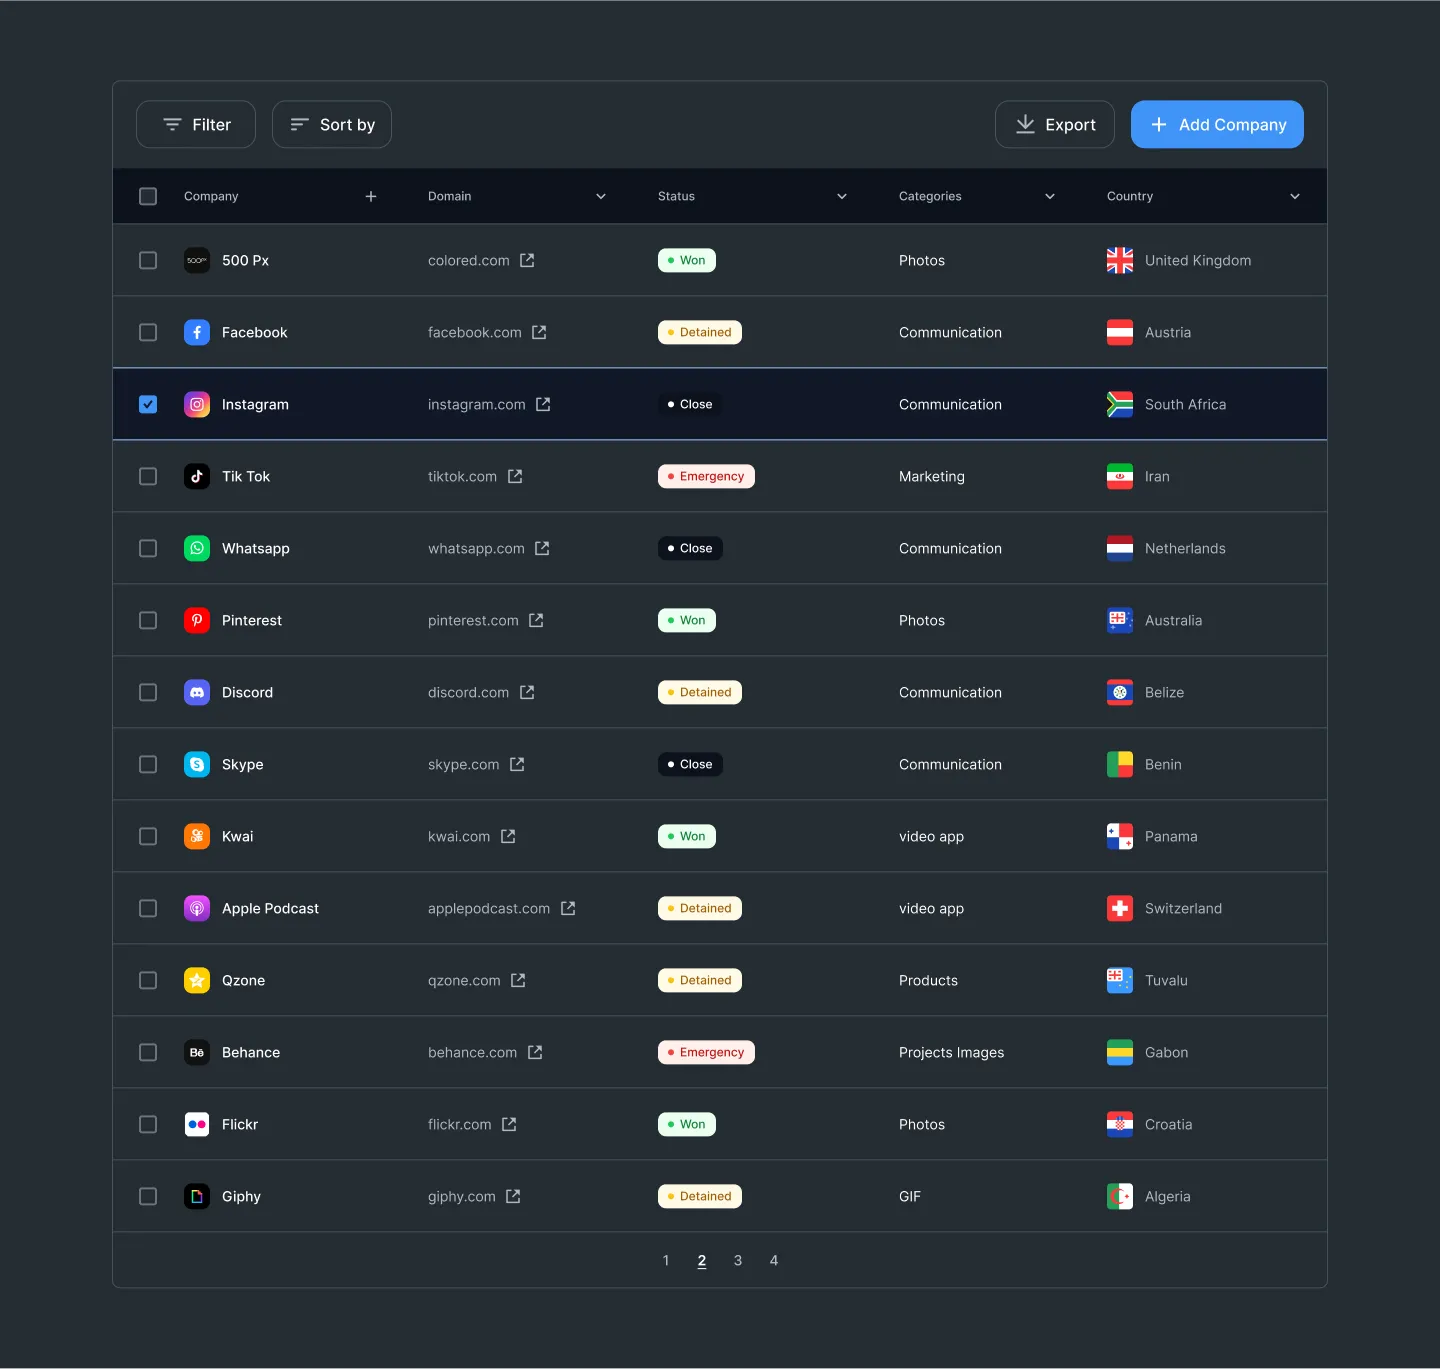 Filter Sort by Export Add Company
Company Domain Status Categories Country
500px 500 Px colored.com Won Photos United Kingdom
Facebook facebook.com Detained Communication Austria
Instagram instagram.com Close Communication South Africa
Tik Tok tiktok.com Emergency Marketing Iran
Whatsapp whatsapp.com Close Communication Netherlands
Pinterest pinterest.com Won Photos Australia
Discord discord.com Detained Communication Belize
Skype skype.com Close Communication Benin
Kwai kwai.com Won video app Panama
Apple Podcast applepodcast.com Detained video app Switzerland
Qzone qzone.com Detained Products Tuvalu
Bē Behance behance.com Emergency Projects Images Gabon
Flickr flickr.com Won Photos Croatia
Giphy giphy.com Detained GIF Algeria
1 2 3 4